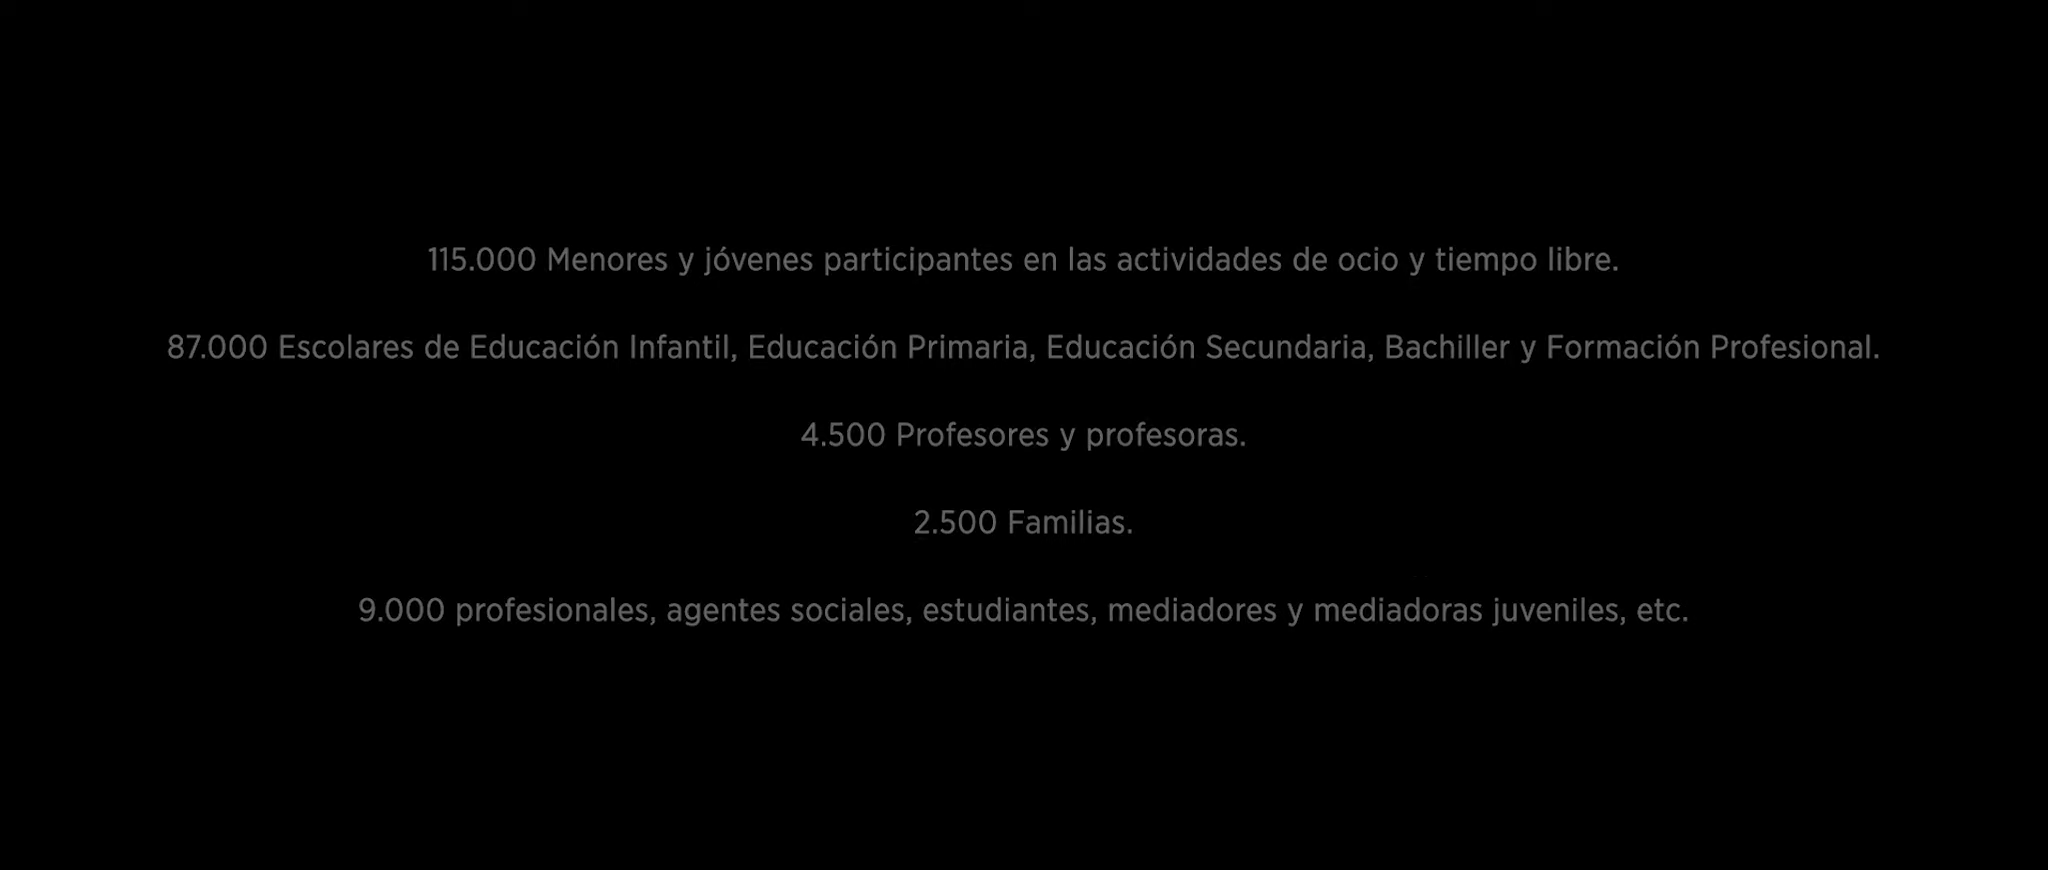 115.000 Menores y jóvenes participantes en las actividades de ocio y tiempo libre.
87.000 Escolares de Educación Infantil, Educación Primaria, Educación Secundaria, Bachiller y Formación Profesional.
4.500 Profesores y profesoras.
2.500 Familias.
9.000 profesionales, agentes sociales, estudiantes, mediadores y mediadoras juveniles, etc.